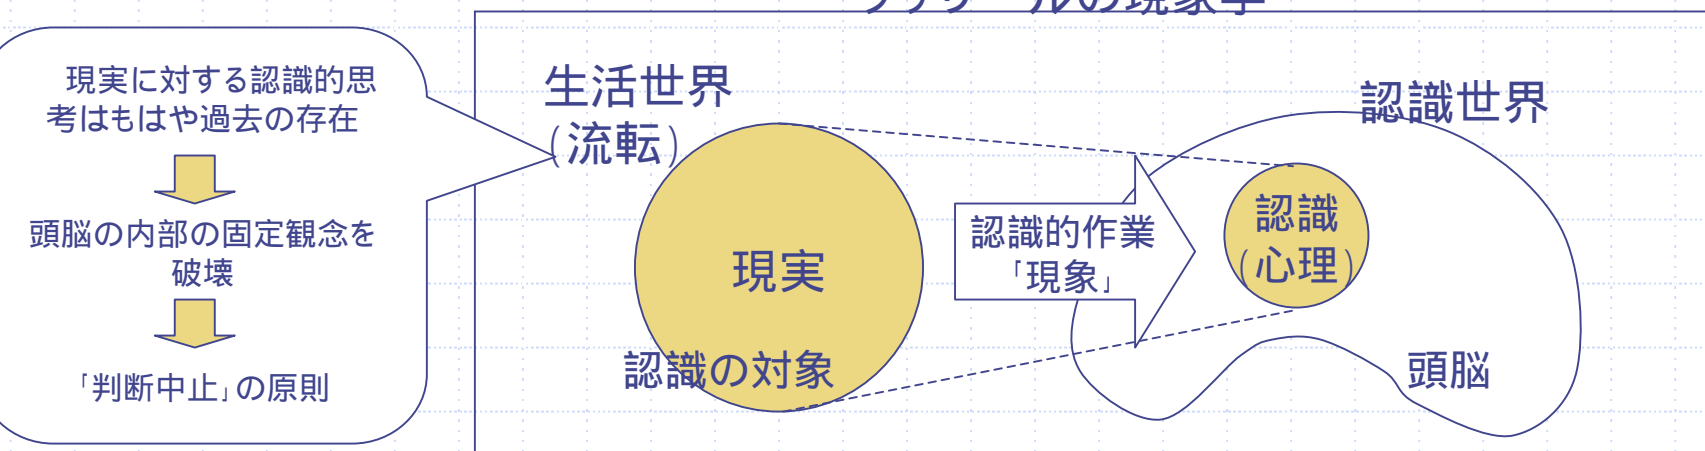 現実に対する認識的思
考はもはや過去の存在
頭脳の内部の固定観念を
破壊
「判断中止」の原則
生活世界
(流転)
現実
認識の対象
認識的作業
「現象」
認識世界
認識
(心理)
頭脳